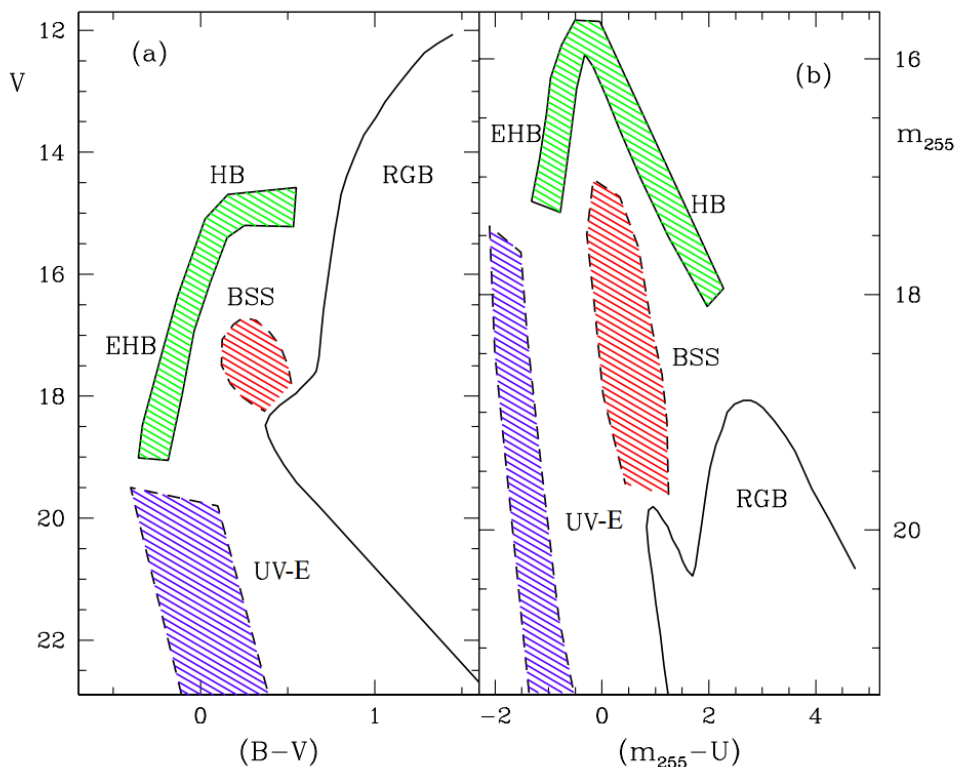 (a)
V
12
14
16
18
20
22
HB
EHB
BSS
RGB
UV-E
0
1
(B−V)
(b)
m₂₅₅
16
18
20
EHB
HB
BSS
UV-E
RGB
−2
0
2
4
(m₂₅₅−U)